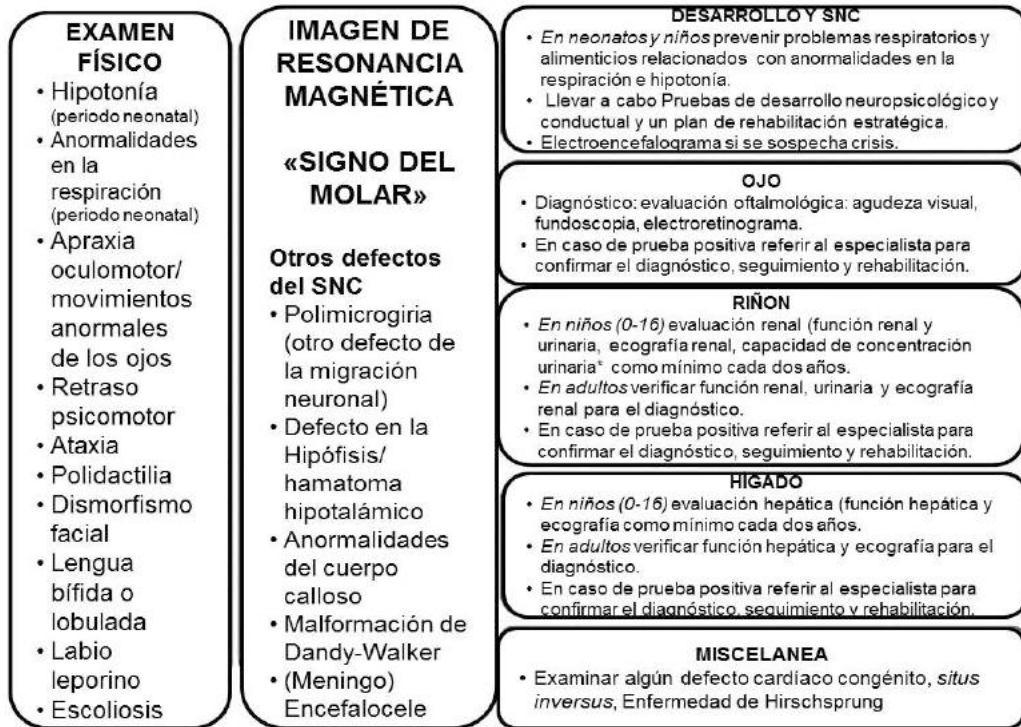 EXAMEN
FÍSICO
• Hipotonía
(periodo neonatal)
• Anormalidades
en la
respiración
(periodo neonatal)
• Apraxia
oculomotor/
movimientos
anormales
de los ojos
• Retraso
psicomotor
• Ataxia
• Polidactilia
• Dismorfismo
facial
• Lengua
bífida o
lobulada
• Labio
leporino
• Escoliosis
IMAGEN DE
RESONANCIA
MAGNÉTICA
«SIGNO DEL
MOLAR»
Otros defectos
del SNC
• Polimicrogiria
(otro defecto de
la migración
neuronal)
• Defecto en la
Hipófisis/
hamatoma
hipotalámico
• Anormalidades
del cuerpo
calloso
• Malformación de
Dandy-Walker
• (Meningo)
Encefalocele
DESARROLLO Y SNC
• En neonatos y niños prevenir problemas respiratorios y
alimenticios relacionados con anormalidades en la
respiración e hipotonía.
• Llevar a cabo Pruebas de desarrollo neuropsicológico y
conductual y un plan de rehabilitación estratégica.
• Electroencefalograma si se sospecha crisis.
OJO
• Diagnóstico: evaluación oftalmológica: agudeza visual,
fundoscopia, electroretinograma.
• En caso de prueba positiva referir al especialista para
confirmar el diagnóstico, seguimiento y rehabilitación.
RIÑON
• En niños (0-16) evaluación renal (función renal y
urinaria, ecografía renal, capacidad de concentración
urinaria* como mínimo cada dos años.
• En adultos verificar función renal, urinaria y ecografía
renal para el diagnóstico.
• En caso de prueba positiva referir al especialista para
confirmar el diagnóstico, seguimiento y rehabilitación.
HÍGADO
• En niños (0-16) evaluación hepática (función hepática y
ecografía como mínimo cada dos años.
• En adultos verificar función hepática y ecografía para el
diagnóstico.
• En caso de prueba positiva referir al especialista para
confirmar el diagnóstico, seguimiento y rehabilitación.
MISCELANEA
• Examinar algún defecto cardíaco congénito, situs
inversus, Enfermedad de Hirschsprung